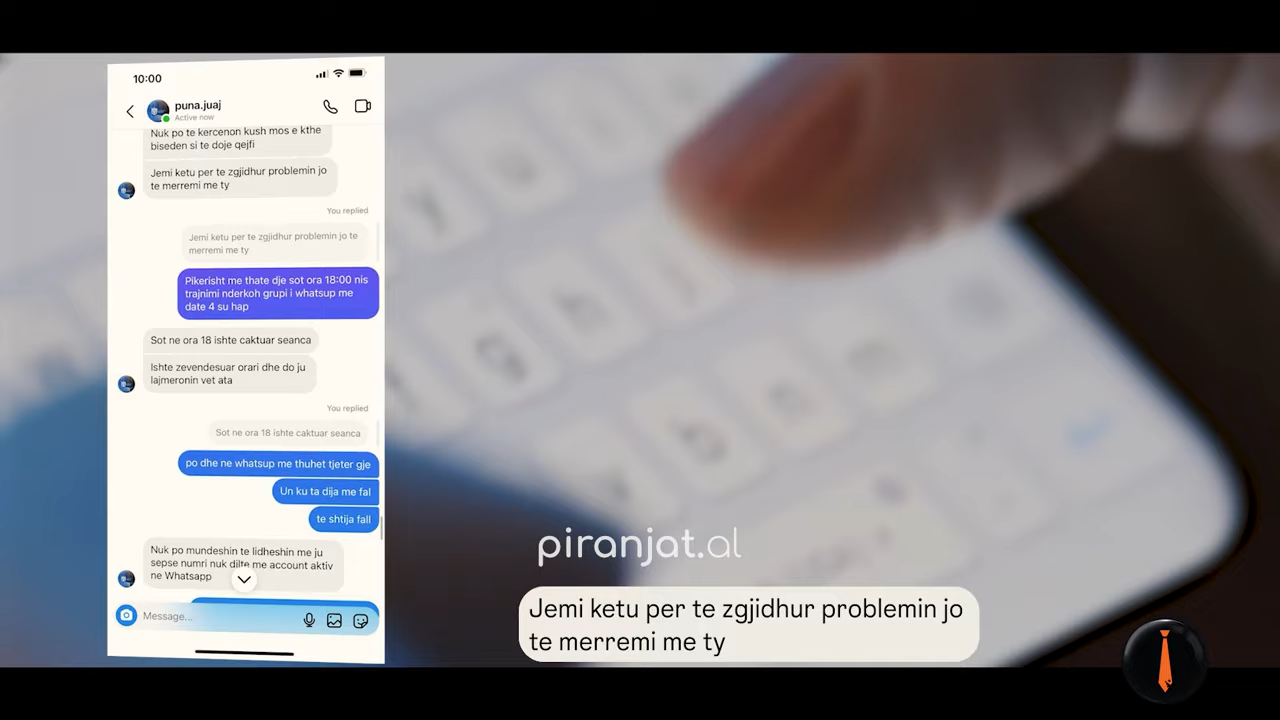 10:00
puna.juaj
Active now
Nuk po te kercenon kush mos e kthe
biseden si te doje qejfi
Jemi ketu per te zgjidhur problemin jo
te merremi me ty
You replied
Jemi ketu per te zgjidhur problemin jo te
merremi me ty
Pikerisht me thate dje sot ora 18:00 nis
trajnimi nderkoh grupi i whatsup me
date 4 su hap
Sot ne ora 18 ishte caktuar seanca
Ishte zevendesuar orari dhe do ju
lajmeronin vet ata
You replied
Sot ne ora 18 ishte caktuar seanca
po dhe ne whatsup me thuhet tjeter gje
Un ku ta dija me fal
te shtija fall
Nuk po mundeshin te lidheshin me ju
sepse numri nuk dilte me account aktiv
ne Whatsapp
Message...
piranjat.al
Jemi ketu per te zgjidhur problemin jo
te merremi me ty